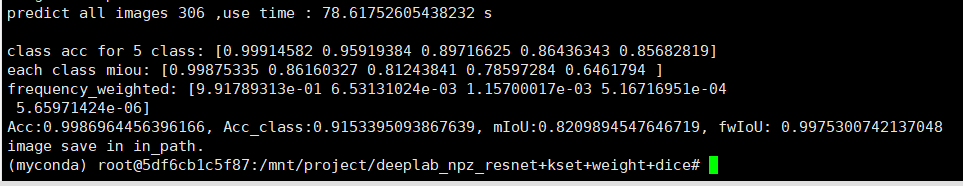 predict all images 306 ,use time : 78.61752605438232 s
class acc for 5 class: [0.99914582 0.95919384 0.89716625 0.86436343 0.85682819]
each class miou: [0.99875335 0.86160327 0.81243841 0.78597284 0.6461794 ]
frequency_weighted: [9.91789313e-01 6.53131024e-03 1.15700017e-03 5.16716951e-04
 5.65971424e-06]
Acc:0.9986964456396166, Acc_class:0.9153395093867639, mIoU:0.8209894547646719, fwIoU: 0.9975300742137048
image save in in_path.
(myconda) root@5df6cb1c5f87:/mnt/project/deeplab_npz_resnet+kset+weight+dice#